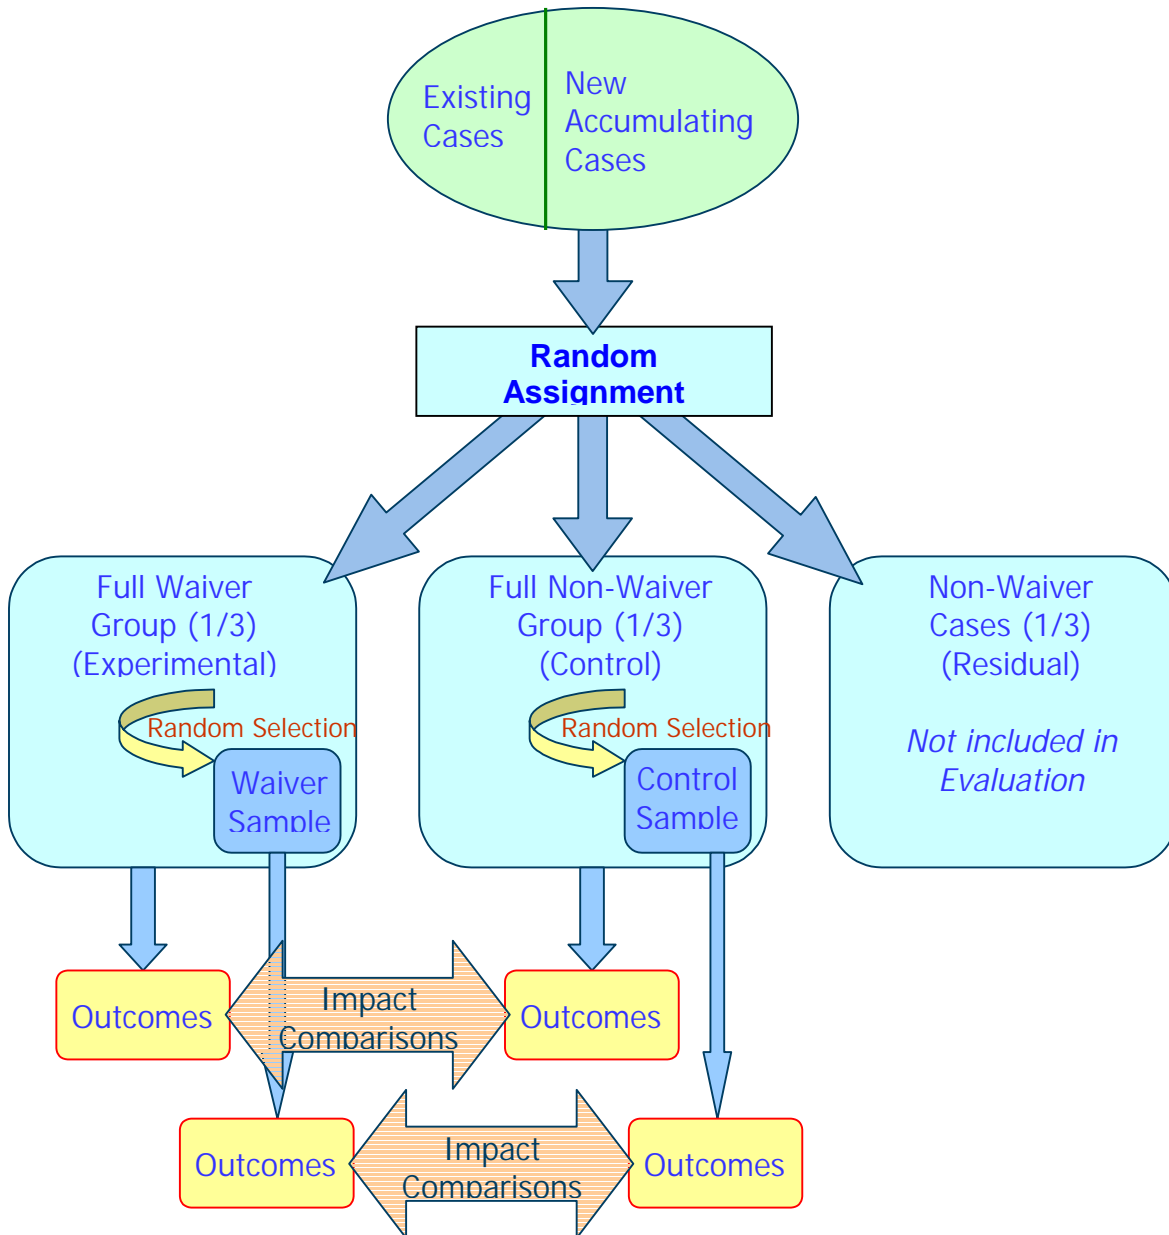 Existing
Cases
New
Accumulating
Cases
Random
Assignment
Full Waiver
Group (1/3)
(Experimental)
Random Selection
Waiver
Sample
Full Non-Waiver
Group (1/3)
(Control)
Random Selection
Control
Sample
Non-Waiver
Cases (1/3)
(Residual)
Not included in
Evaluation
Outcomes
Impact
Comparisons
Outcomes
Outcomes
Impact
Comparisons
Outcomes